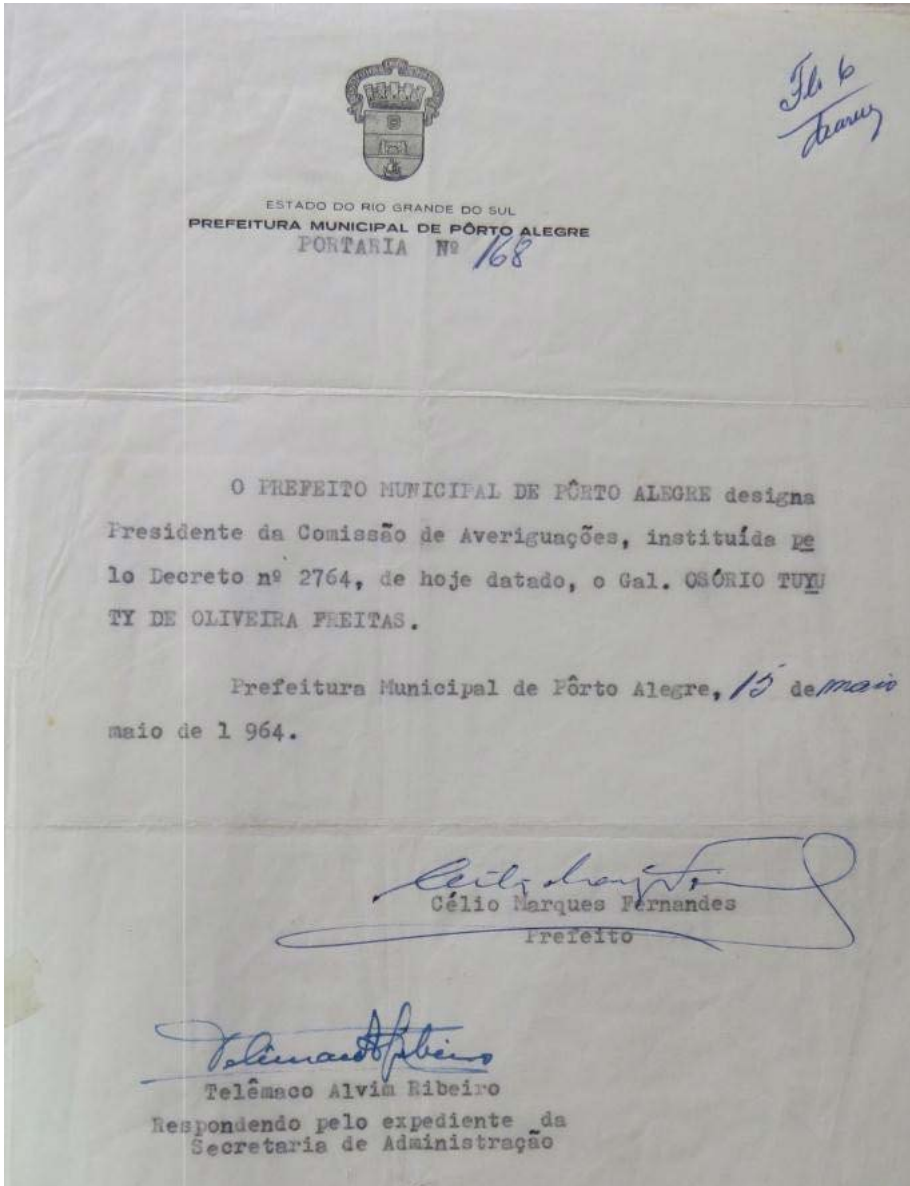 Fl. 6
ESTADO DO RIO GRANDE DO SUL
PREFEITURA MUNICIPAL DE PÔRTO ALEGRE
PORTARIA Nº 168
O PREFEITO MUNICIPAL DE PÔRTO ALEGRE designa
Presidente da Comissão de Averiguações, instituída pe
lo Decreto nº 2764, de hoje datado, o Gal. OSÓRIO TUYU
TY DE OLIVEIRA FREITAS.
Prefeitura Municipal de Pôrto Alegre, 15 de maio
maio de 1 964.
Célio Marques Fernandes
Prefeito
Telêmaco Alvim Ribeiro
Respondendo pelo expediente da
Secretaria de Administração